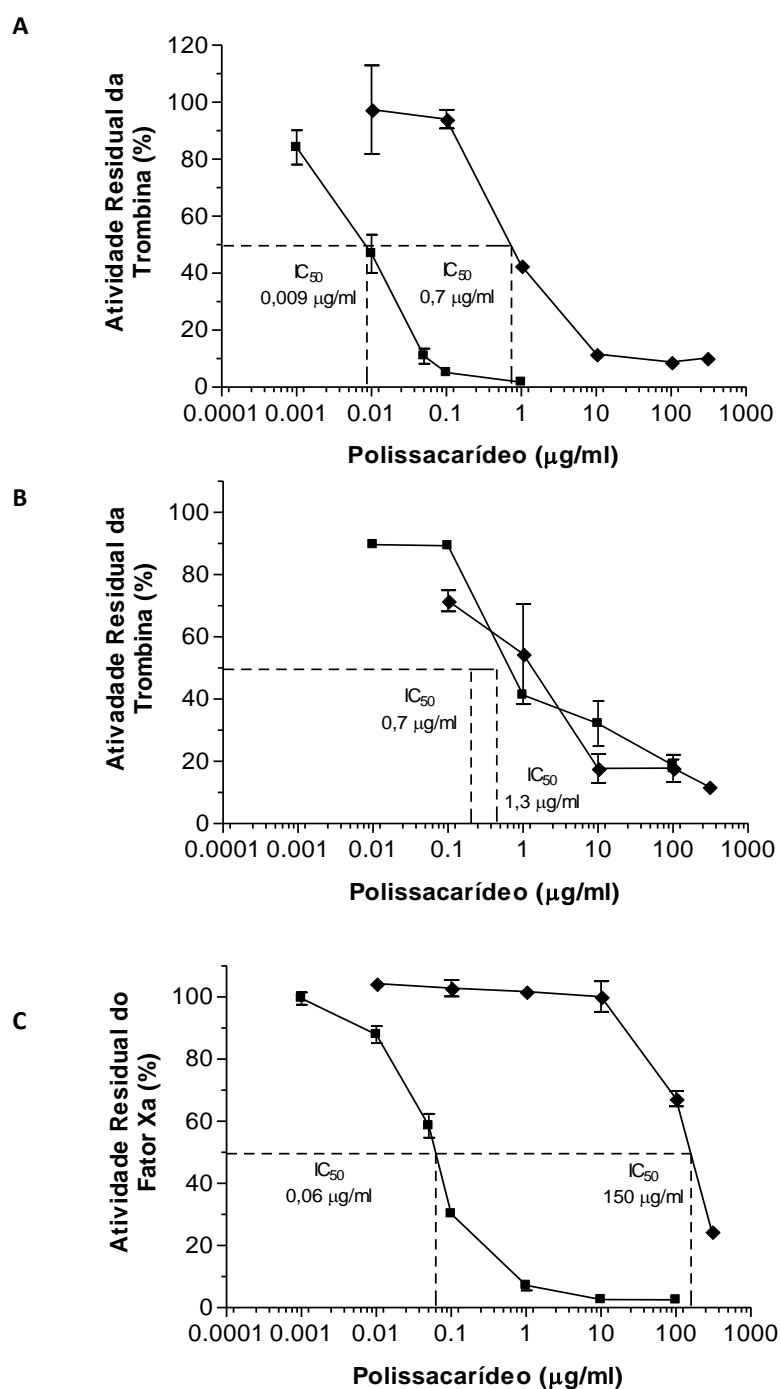 A
Atividade Residual da
Trombina (%)
120
100
80
60
40
20
0
IC50
0,009 µg/ml
IC50
0,7 µg/ml
0.0001 0.001 0.01 0.1 1 10 100 1000
Polissacarídeo (µg/ml)
B
Ativadade Residual da
Trombina (%)
100
80
60
40
20
0
IC50
0,7 µg/ml
IC50
1,3 µg/ml
0.0001 0.001 0.01 0.1 1 10 100 1000
Polissacarídeo (µg/ml)
C
Atividade Residual do
Fator Xa (%)
100
80
60
40
20
0
IC50
0,06 µg/ml
IC50
150 µg/ml
0.0001 0.001 0.01 0.1 1 10 100 1000
Polissacarídeo (µg/ml)